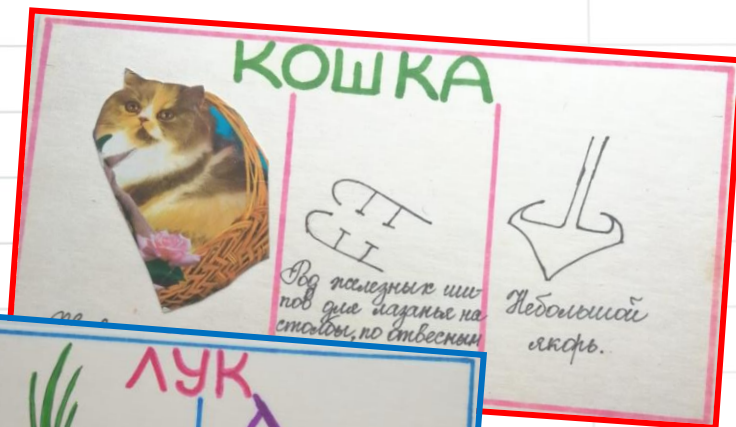 КОШКА
Род железных ши-
пов для лазанья на
столбы, по отвесным
Небольшой
якорь.
ЛУК